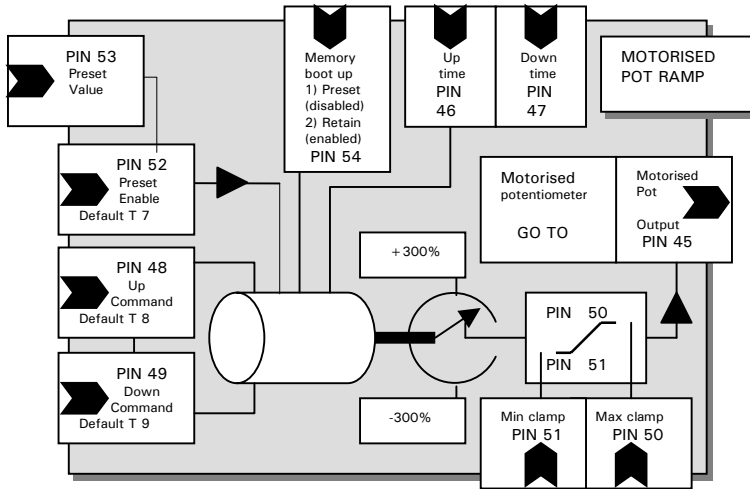 PIN 53
Preset
Value
Memory
boot up
1) Preset
(disabled)
2) Retain
(enabled)
PIN 54
Up
time
PIN
46
Down
time
PIN
47
MOTORISED
POT RAMP
PIN 52
Preset
Enable
Default T 7
Motorised
potentiometer
GO TO
Motorised
Pot
Output
PIN 45
PIN 48
Up
Command
Default T 8
+300%
PIN 50
PIN 51
PIN 49
Down
Command
Default T 9
-300%
Min clamp
PIN 51
Max clamp
PIN 50